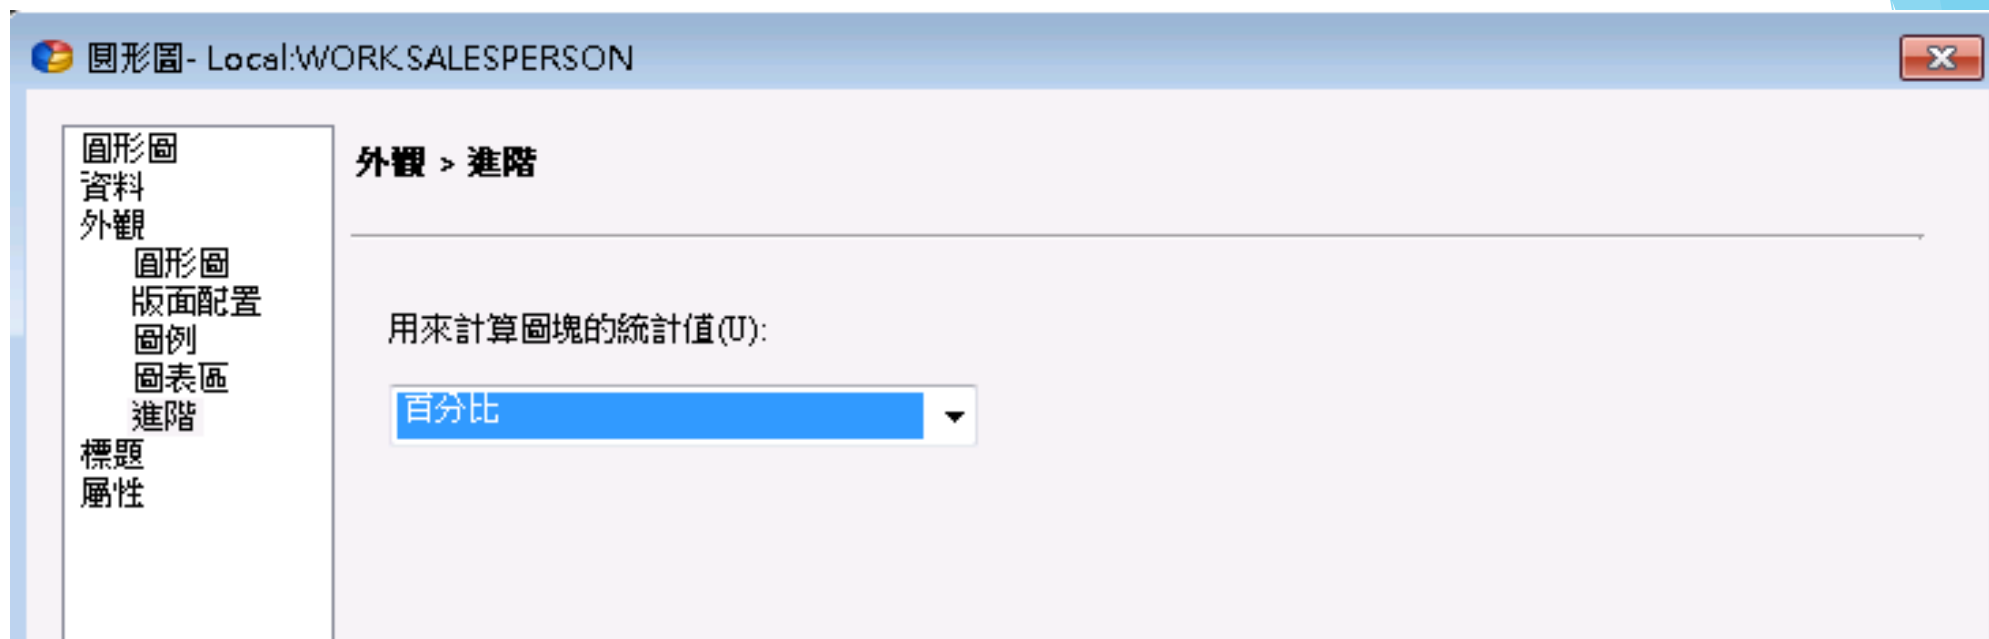 圓形圖- Local:WORK.SALESPERSON
圓形圖
資料
外觀
圓形圖
版面配置
圖例
圖表區
進階
標題
屬性
外觀 > 進階
用來計算圖塊的統計值(U):
百分比